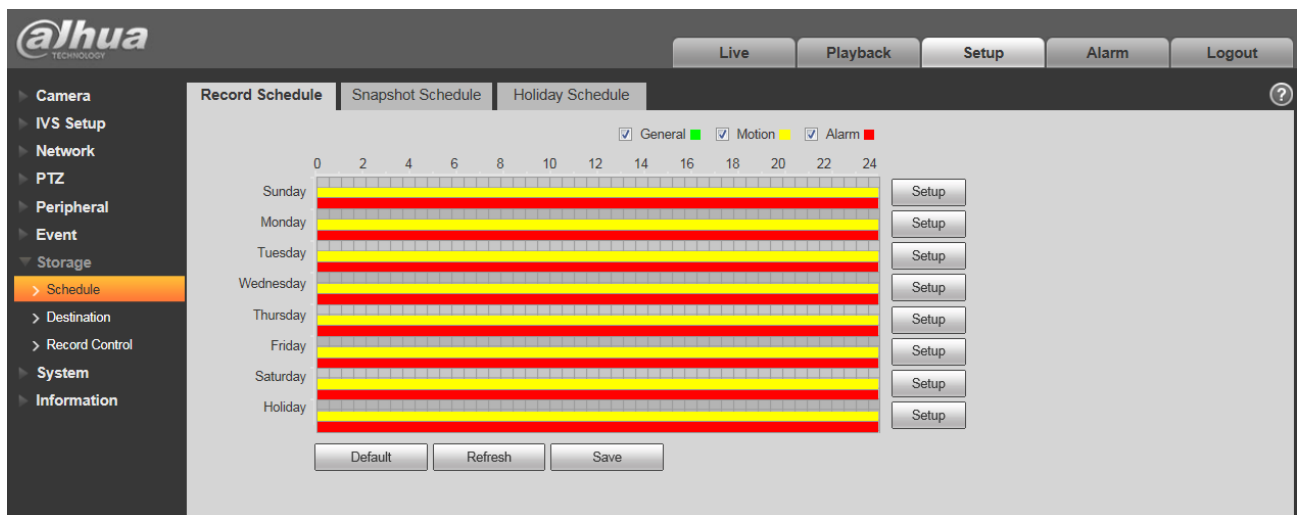 alhua
TECHNOLOGY
Live Playback Setup Alarm Logout
Camera
IVS Setup
Network
PTZ
Peripheral
Event
Storage
Schedule
Destination
Record Control
System
Information
Record Schedule Snapshot Schedule Holiday Schedule ?
General Motion Alarm
0 2 4 6 8 10 12 14 16 18 20 22 24
Sunday Setup
Monday Setup
Tuesday Setup
Wednesday Setup
Thursday Setup
Friday Setup
Saturday Setup
Holiday Setup
Default Refresh Save